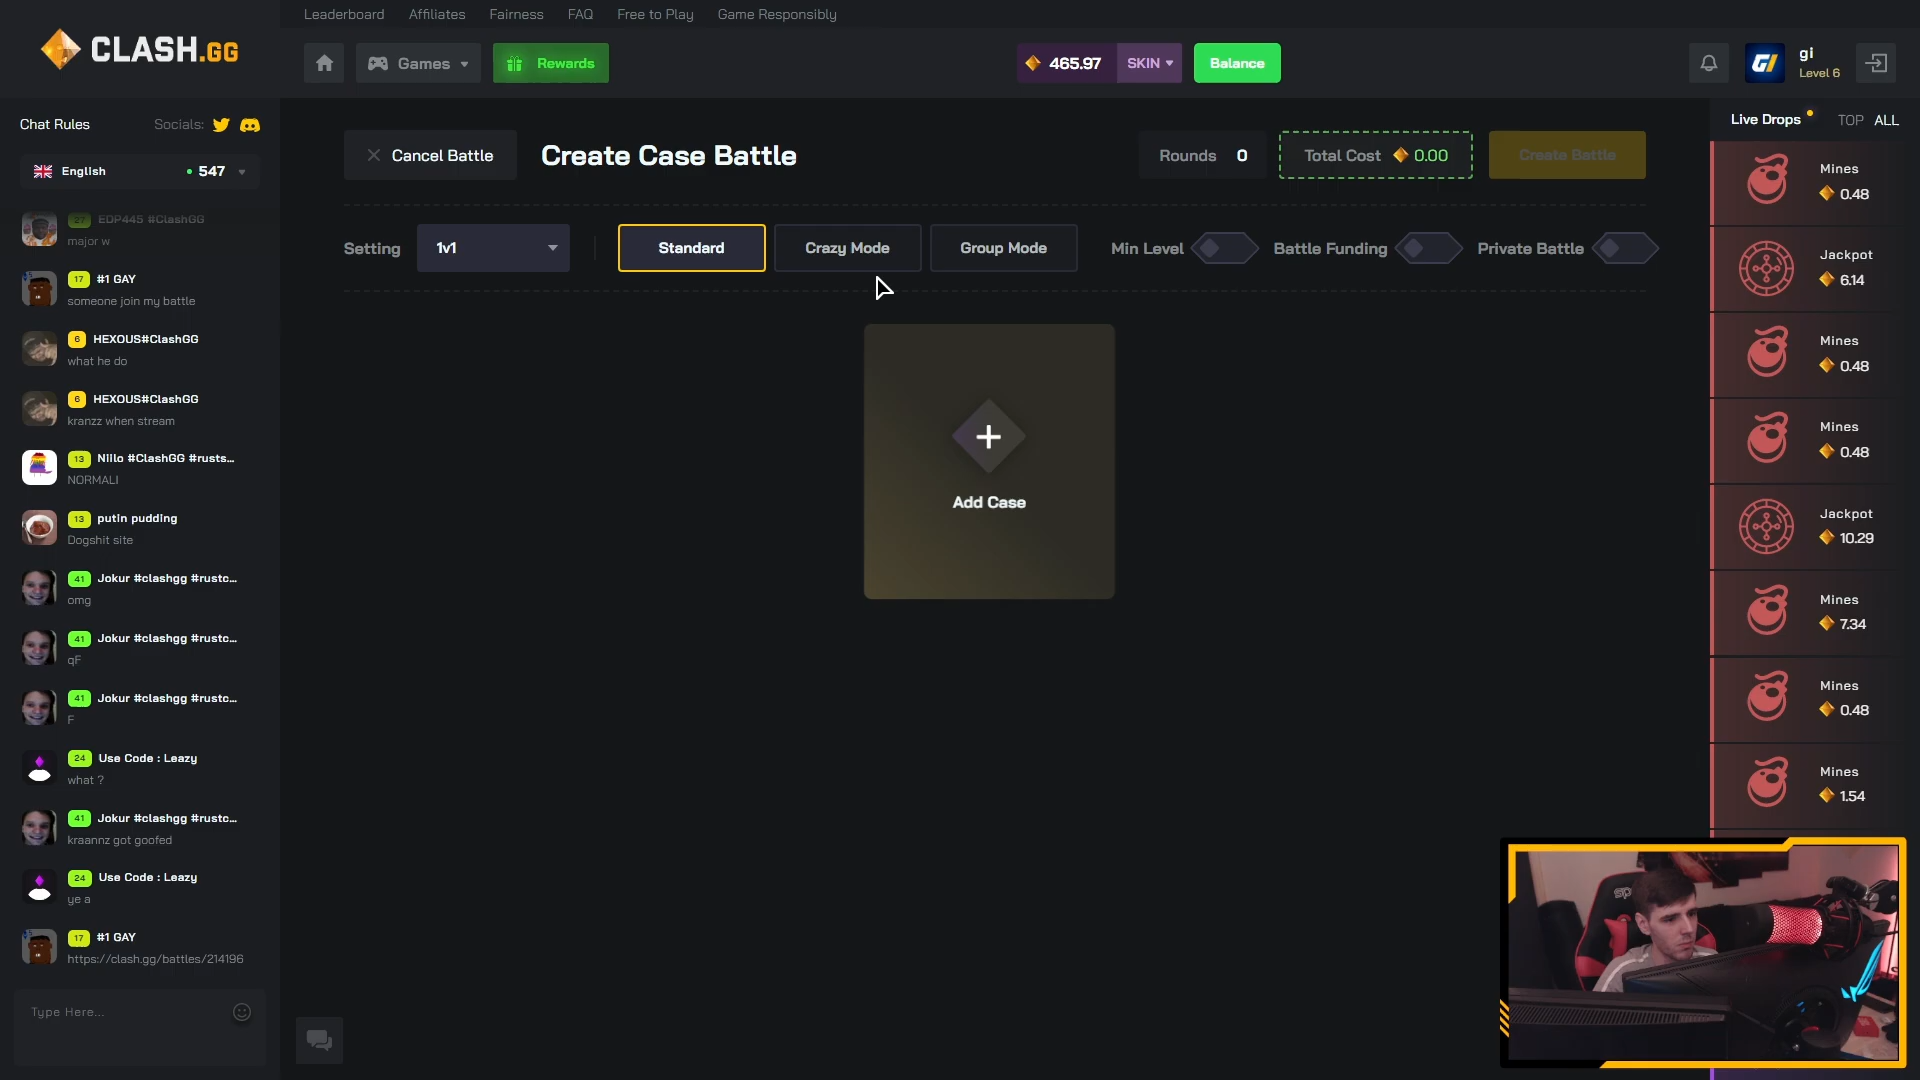 Leaderboard Affiliates Fairness FAQ Free to Play Game Responsibly
CLASH.GG
Games
Rewards
465.97
SKIN
Balance
GI
gi
Level 6
Chat Rules
Socials:
English
547
27 EDP445 #ClashGG
major w
17 #1 GAY
someone join my battle
6 HEXOUS#ClashGG
what he do
6 HEXOUS#ClashGG
kranzz when stream
13 Niilo #ClashGG #rusts...
NORMALI
13 putin pudding
Dogshit site
41 Jokur #clashgg #rustc...
omg
41 Jokur #clashgg #rustc...
qF
41 Jokur #clashgg #rustc...
F
24 Use Code : Leazy
what ?
41 Jokur #clashgg #rustc...
kraannz got goofed
24 Use Code : Leazy
ye a
17 #1 GAY
https://clash.gg/battles/214196
Type Here...
Cancel Battle
Create Case Battle
Rounds 0
Total Cost 0.00
Create Battle
Setting
1v1
Standard
Crazy Mode
Group Mode
Min Level
Battle Funding
Private Battle
Add Case
Live Drops
TOP ALL
Mines
0.48
Jackpot
6.14
Mines
0.48
Mines
0.48
Jackpot
10.29
Mines
7.34
Mines
0.48
Mines
1.54